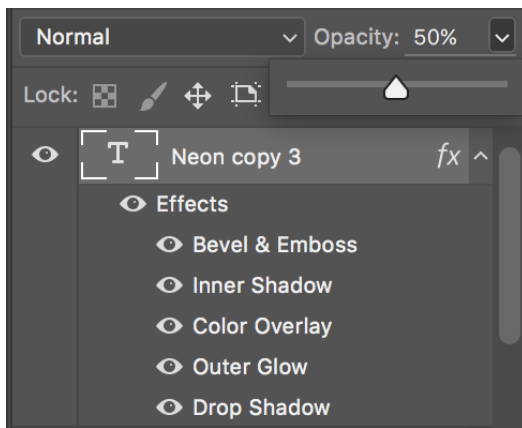 Normal Opacity: 50%
Lock:
T Neon copy 3 fx
Effects
Bevel & Emboss
Inner Shadow
Color Overlay
Outer Glow
Drop Shadow